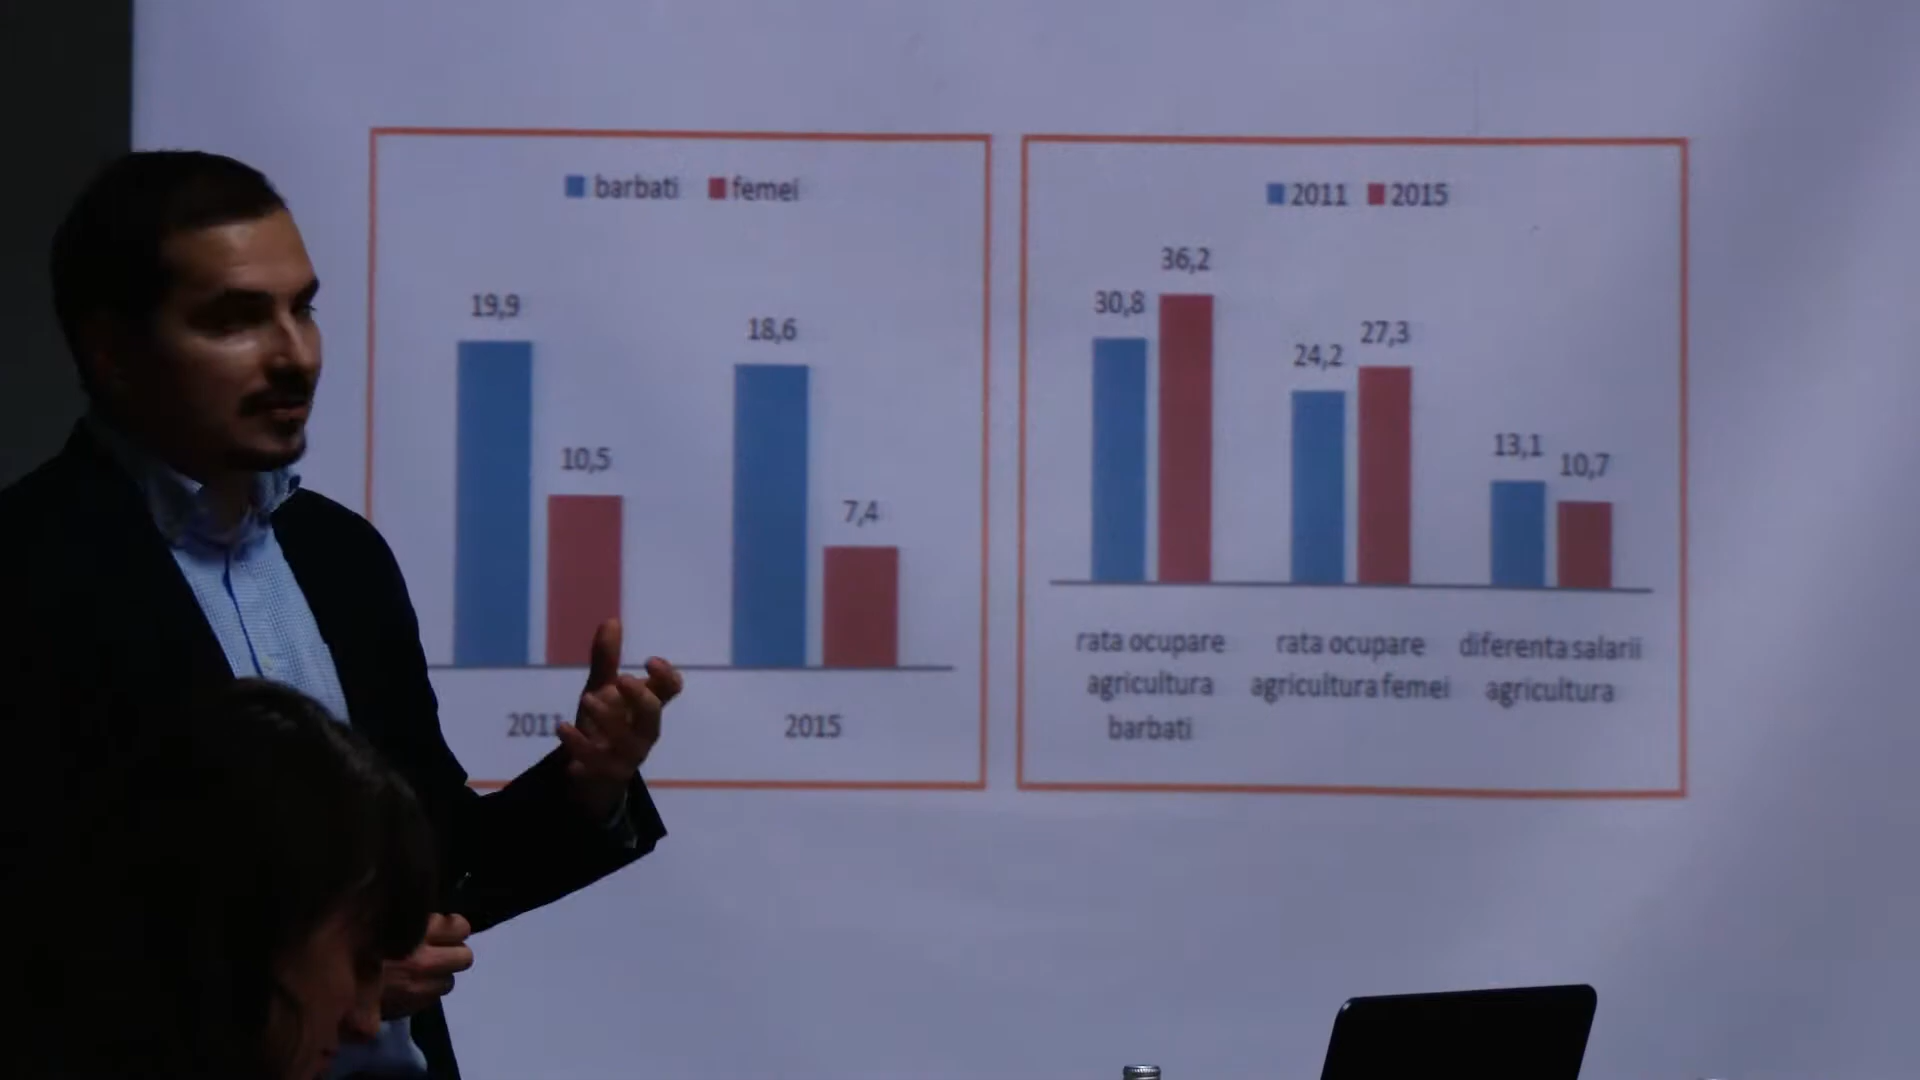 barbati femei
19,9
10,5
18,6
7,4
2011
2015
2011 2015
30,8
36,2
24,2
27,3
13,1
10,7
rata ocupare
agricultura
barbati
rata ocupare
agricultura femei
diferenta salarii
agricultura